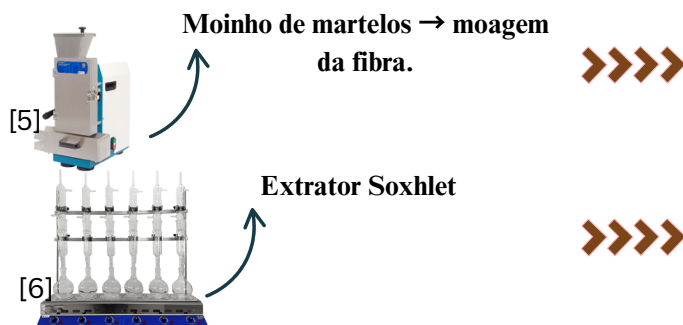 Moinho de martelos → moagem
da fibra.
[5]
Extrator Soxhlet
[6]